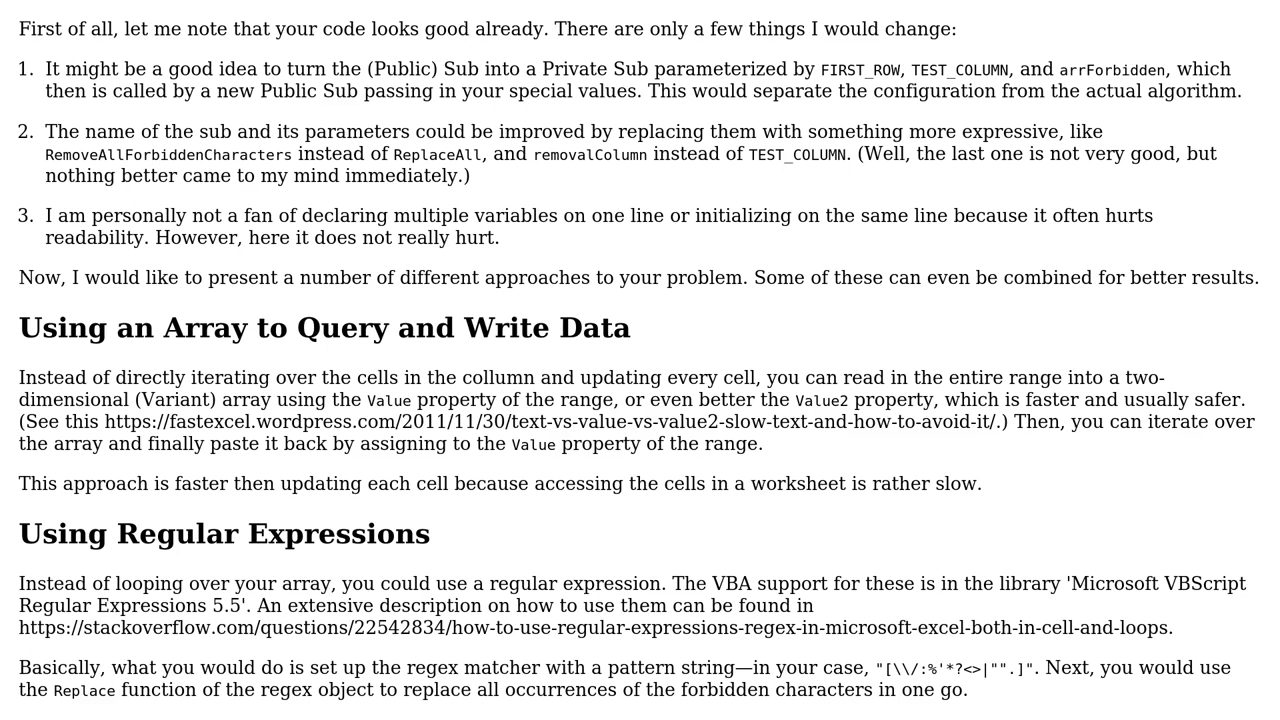 First of all, let me note that your code looks good already. There are only a few things I would change:
1. It might be a good idea to turn the (Public) Sub into a Private Sub parameterized by FIRST_ROW, TEST_COLUMN, and arrForbidden, which
then is called by a new Public Sub passing in your special values. This would separate the configuration from the actual algorithm.
2. The name of the sub and its parameters could be improved by replacing them with something more expressive, like
RemoveAllForbiddenCharacters instead of ReplaceAll, and removalColumn instead of TEST_COLUMN. (Well, the last one is not very good, but
nothing better came to my mind immediately.)
3. I am personally not a fan of declaring multiple variables on one line or initializing on the same line because it often hurts
readability. However, here it does not really hurt.
Now, I would like to present a number of different approaches to your problem. Some of these can even be combined for better results.
Using an Array to Query and Write Data
Instead of directly iterating over the cells in the collumn and updating every cell, you can read in the entire range into a two-
dimensional (Variant) array using the Value property of the range, or even better the Value2 property, which is faster and usually safer.
(See this https://fastexcel.wordpress.com/2011/11/30/text-vs-value-vs-value2-slow-text-and-how-to-avoid-it/.) Then, you can iterate over
the array and finally paste it back by assigning to the Value property of the range.
This approach is faster then updating each cell because accessing the cells in a worksheet is rather slow.
Using Regular Expressions
Instead of looping over your array, you could use a regular expression. The VBA support for these is in the library 'Microsoft VBScript
Regular Expressions 5.5'. An extensive description on how to use them can be found in
https://stackoverflow.com/questions/22542834/how-to-use-regular-expressions-regex-in-microsoft-excel-both-in-cell-and-loops.
Basically, what you would do is set up the regex matcher with a pattern string—in your case, "[\\/:%'*?<>|"".]". Next, you would use
the Replace function of the regex object to replace all occurrences of the forbidden characters in one go.